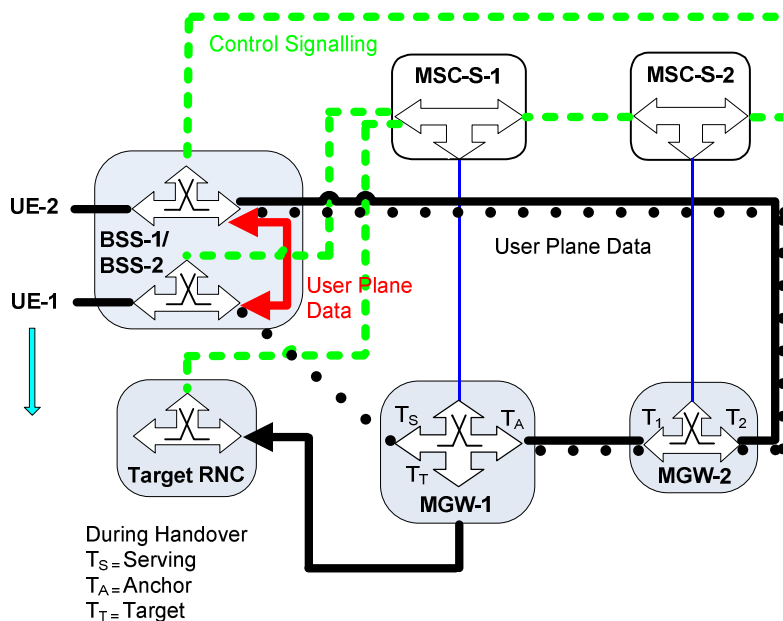 Control Signalling
MSC-S-1
MSC-S-2
UE-2
BSS-1/
BSS-2
User Plane Data
UE-1
User Plane
Data
TS
TA
TT
MGW-1
T1
T2
MGW-2
Target RNC
During Handover
TS = Serving
TA = Anchor
TT = Target